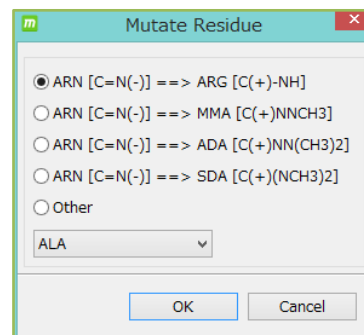 m
Mutate Residue
ARN [C=N(-)] ==> ARG [C(+)-NH]
ARN [C=N(-)] ==> MMA [C(+)NNCH3]
ARN [C=N(-)] ==> ADA [C(+)NN(CH3)2]
ARN [C=N(-)] ==> SDA [C(+)(NCH3)2]
Other
ALA
OK Cancel